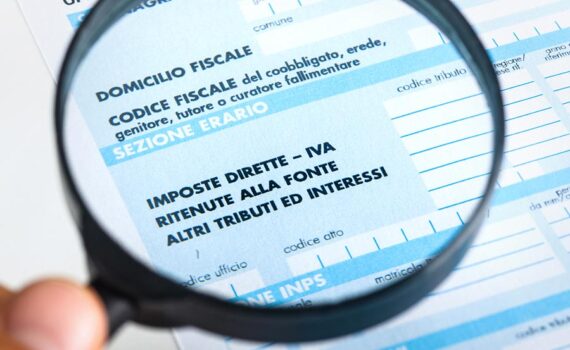 comune
DOMICILIO FISCALE
CODICE FISCALE del coobbligato, erede,
genitore, tutore o curatore fallimentare
SEZIONE ERARIO
codice tributo
IMPOSTE DIRETTE – IVA
RITENUTE ALLA FONTE
ALTRI TRIBUTI ED INTERESSI
codice ufficio
codice atto
INPS
matricola